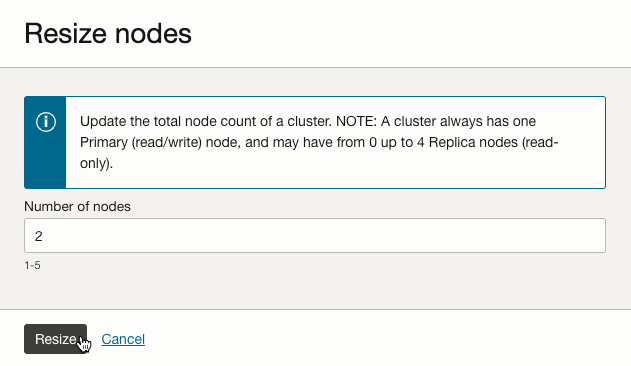 Resize nodes
Update the total node count of a cluster. NOTE: A cluster always has one
Primary (read/write) node, and may have from 0 up to 4 Replica nodes (read-
only).
Number of nodes
2
1-5
Resize Cancel